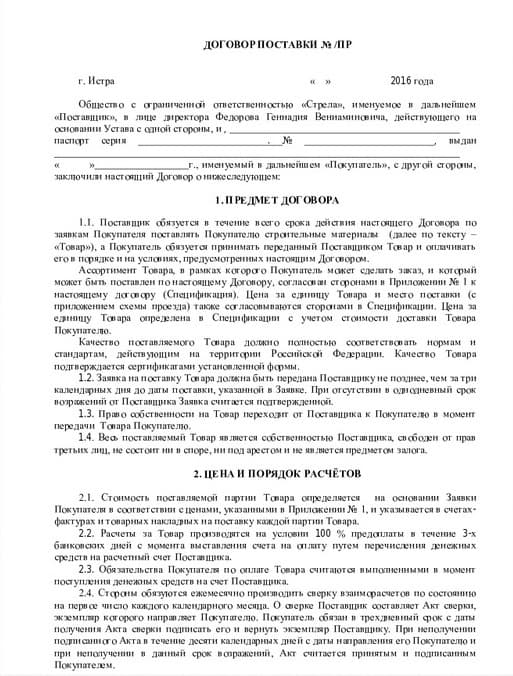 ДОГОВОР ПОСТАВКИ № /ПР
г. Истра « » 2016 года
Общество с ограниченной ответственностью «Стрела», именуемое в дальнейшем
«Поставщик», в лице директора Федорова Геннадия Вениаминовича, действующего на
основании Устава с одной стороны, и , ___
паспорт серия ___ . __№ ___, выдан
___
« »___г., именуемый в дальнейшем «Покупатель», с другой стороны,
заключили настоящий Договор о нижеследующем:
1. ПРЕДМЕТ ДОГОВОРА
1.1. Поставщик обязуется в течение всего срока действия настоящего Договора по
заявкам Покупателя поставлять Покупателю строительные материалы (далее по тексту –
«Товар»), а Покупатель обязуется принимать переданный Поставщиком Товар и оплачивать
его в порядке и на условиях, предусмотренных настоящим Договором.
Ассортимент Товара, в рамках которого Покупатель может сделать заказ, и который
может быть поставлен по настоящему Договору, согласован сторонами в Приложении № 1 к
настоящему договору (Спецификация). Цена за единицу Товара и место поставки (с
приложением схемы проезда) также согласовываются сторонами в Спецификации. Цена за
единицу Товара определена в Спецификации с учетом стоимости доставки Товара
Покупателю.
Качество поставляемого Товара должно полностью соответствовать нормам и
стандартам, действующим на территории Российской Федерации. Качество Товара
подтверждается сертификатами установленной формы.
1.2. Заявка на поставку Товара должна быть передана Поставщику не позднее, чем за три
календарных дня до даты поставки, указанной в Заявке. При отсутствии в однодневный срок
возражений от Поставщика Заявка считается подтвержденной.
1.3. Право собственности на Товар переходит от Поставщика к Покупателю в момент
передачи Товара Покупателю.
1.4. Весь поставляемый Товар является собственностью Поставщика, свободен от прав
третьих лиц, не состоит ни в споре, ни под арестом и не является предметом залога.
2. ЦЕНА И ПОРЯДОК РАСЧЁТОВ
2.1. Стоимость поставляемой партии Товара определяется на основании Заявки
Покупателя в соответствии с ценами, указанными в Приложении № 1, и указывается в счетах-
фактурах и товарных накладных на поставку каждой партии Товара.
2.2. Расчеты за Товар производятся на условии 100 % предоплаты в течение 3-х
банковских дней с момента выставления счета на оплату путем перечисления денежных
средств на расчетный счет Поставщика.
2.3. Обязательства Покупателя по оплате Товара считаются выполненными в момент
поступления денежных средств на счет Поставщика.
2.4. Стороны обязуются ежемесячно производить сверку взаиморасчетов по состоянию
на первое число каждого календарного месяца. О сверке Поставщик составляет Акт сверки,
экземпляр которого направляет Покупателю. Покупатель обязан в трехдневный срок с даты
получения Акта сверки подписать его и вернуть экземпляр Поставщику. При неполучении
подписанного Акта в течение десяти календарных дней с даты направления его Покупателю и
при неполучении в данный срок возражений, Акт считается принятым и подписанным
Покупателем.